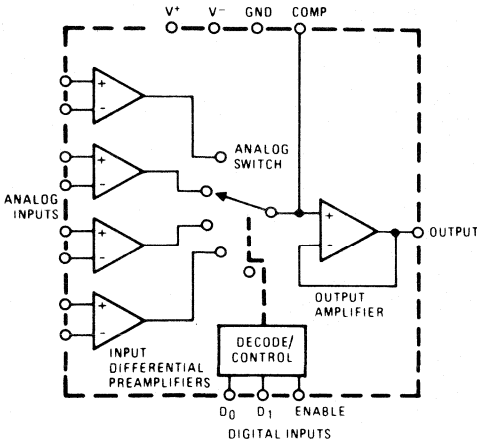 V+ V− GND COMP
+
-
ANALOG
SWITCH
+
-
ANALOG
INPUTS
+
-
+
-
OUTPUT
OUTPUT
AMPLIFIER
+
-
INPUT
DIFFERENTIAL
PREAMPLIFIERS
DECODE/
CONTROL
D0 D1 ENABLE
DIGITAL INPUTS